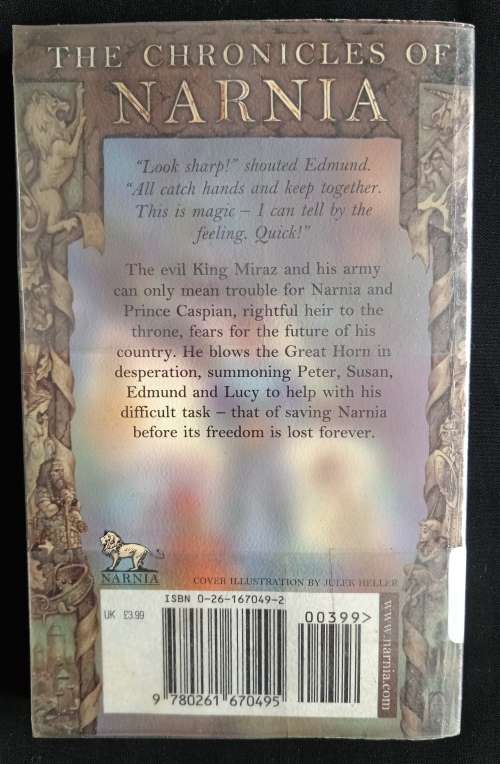 THE CHRONICLES OF
NARNIA
“Look sharp!” shouted Edmund.
“All catch hands and keep together.
This is magic – I can tell by the
feeling. Quick!”
The evil King Miraz and his army
can only mean trouble for Narnia and
Prince Caspian, rightful heir to the
throne, fears for the future of his
country. He blows the Great Horn in
desperation, summoning Peter, Susan,
Edmund and Lucy to help with his
difficult task – that of saving Narnia
before its freedom is lost forever.
NARNIA
COVER ILLUSTRATION BY JULEK HELLER
ISBN 0-26-167049-2
UK £3.99
00399>
9 780261 670495
www.narnia.com